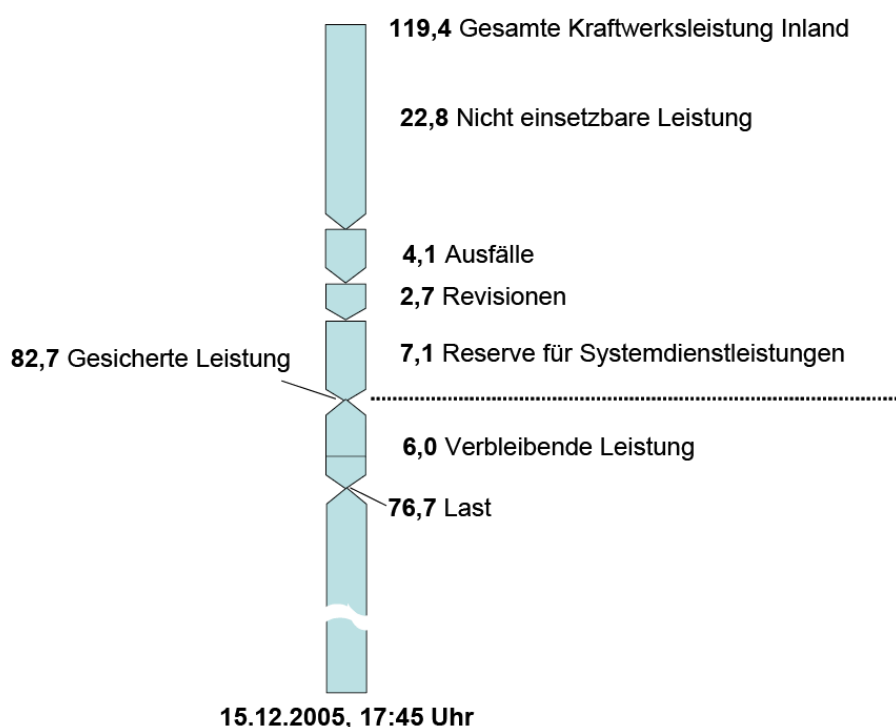 119,4 Gesamte Kraftwerksleistung Inland
22,8 Nicht einsetzbare Leistung
4,1 Ausfälle
2,7 Revisionen
7,1 Reserve für Systemdienstleistungen
82,7 Gesicherte Leistung
6,0 Verbleibende Leistung
76,7 Last
15.12.2005, 17:45 Uhr